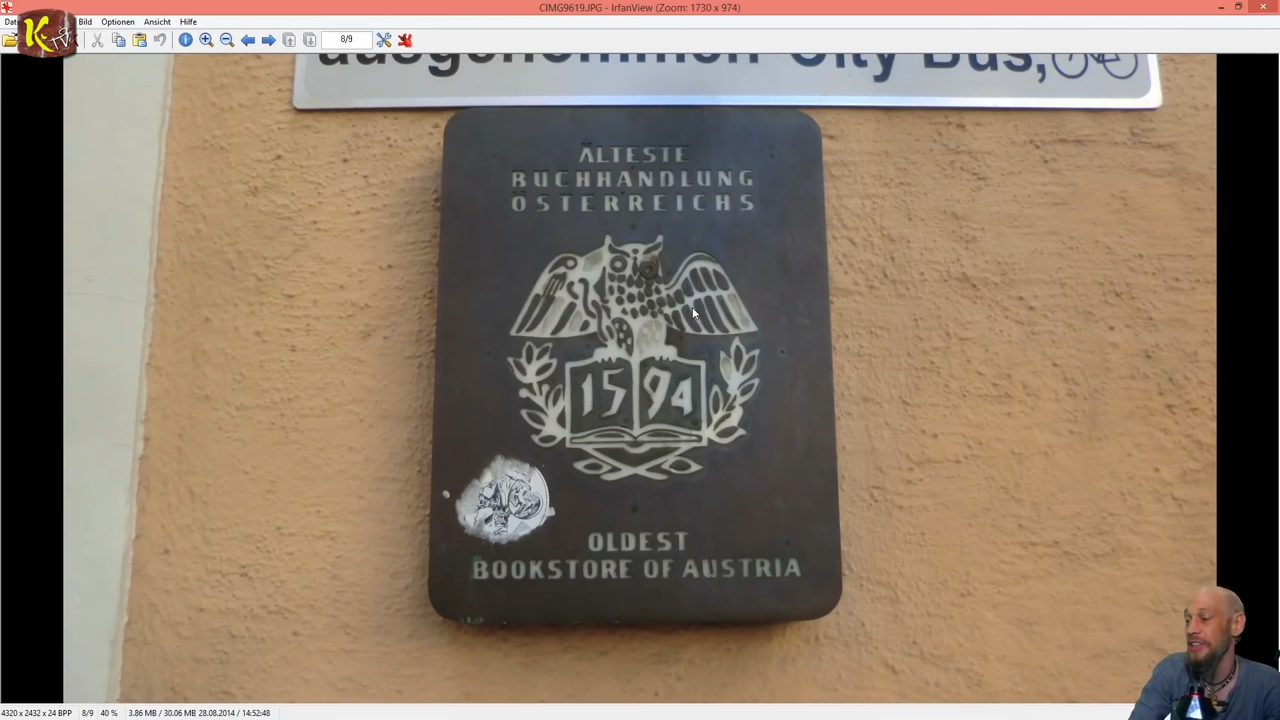 CIMG9619.JPG - IrfanView (Zoom: 1730 x 974)
Bild Optionen Ansicht Hilfe
K
8/9
ausgenommen City Bus,
ÄLTESTE
BUCHHANDLUNG
ÖSTERREICHS
15 94
OLDEST
BOOKSTORE OF AUSTRIA
4320 x 2432 x 24 BPP 8/9 40 % 3.86 MB / 30.06 MB 28.08.2014 / 14:52:48